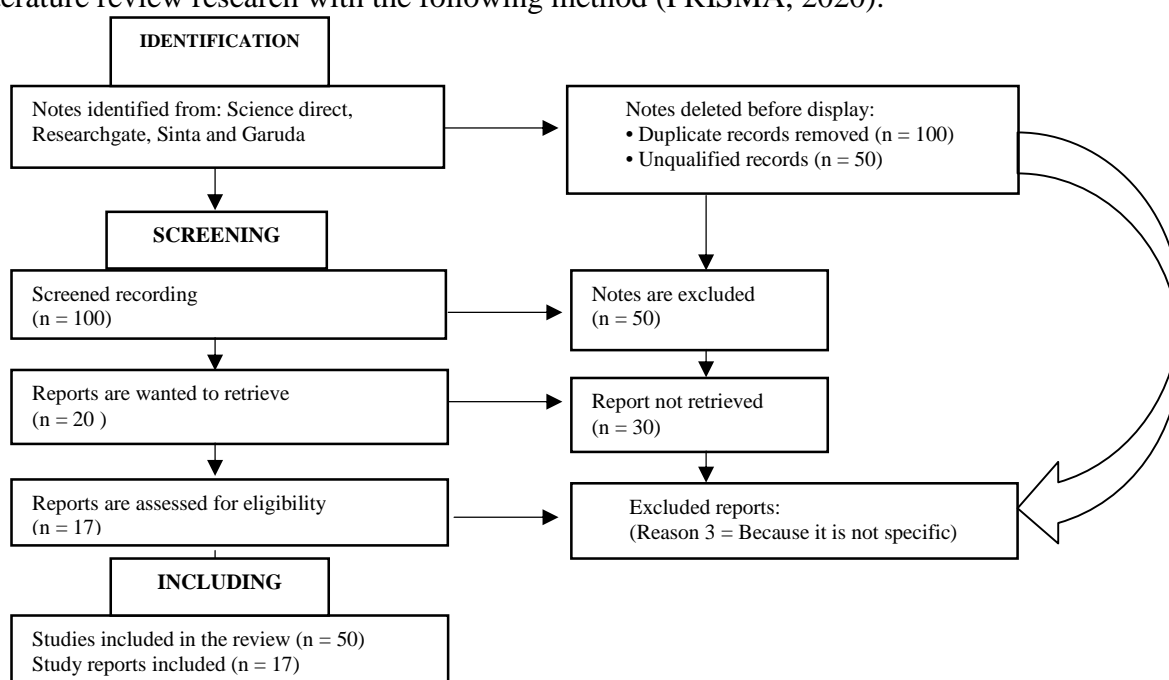 literature review research with the following method (PRISMA, 2020):
IDENTIFICATION
Notes identified from: Science direct,
Researchgate, Sinta and Garuda
Notes deleted before display:
• Duplicate records removed (n = 100)
• Unqualified records (n = 50)
SCREENING
Screened recording
(n = 100)
Notes are excluded
(n = 50)
Reports are wanted to retrieve
(n = 20 )
Report not retrieved
(n = 30)
Reports are assessed for eligibility
(n = 17)
Excluded reports:
(Reason 3 = Because it is not specific)
INCLUDING
Studies included in the review (n = 50)
Study reports included (n = 17)